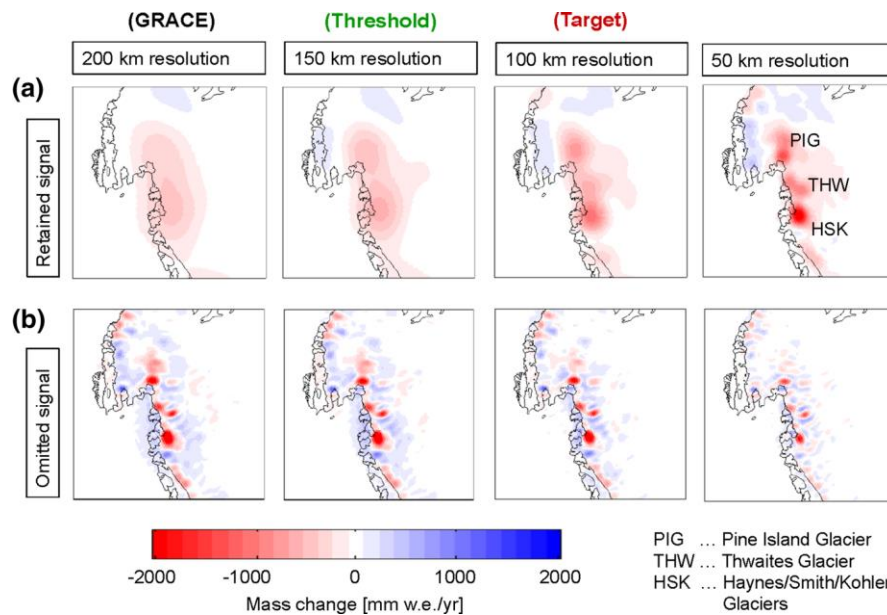 (GRACE) (Threshold) (Target)
200 km resolution 150 km resolution 100 km resolution 50 km resolution
(a)
Retained signal
PIG
THW
HSK
(b)
Omitted signal
-2000 -1000 0 1000 2000
Mass change [mm w.e./yr]
PIG ... Pine Island Glacier
THW ... Thwaites Glacier
HSK ... Haynes/Smith/Kohler
Glaciers